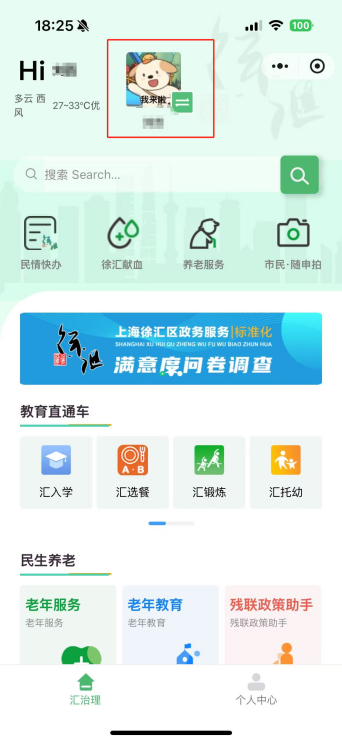 18:25
100
Hi
多云 西风
27~33°C优
我来啦
徐汇
搜索 Search...
民情快办
徐汇献血
养老服务
市民·随申拍
徐汇
上海徐汇区政务服务|标准化
SHANGHAI XU HUI QU ZHENG WU FU WU BIAO ZHUN HUA
满意度问卷调查
教育直通车
汇入学
A·B
汇选餐
汇锻炼
汇托幼
民生养老
老年服务
老年服务
老年教育
老年教育
残联政策助手
残联政策助手
汇治理
个人中心